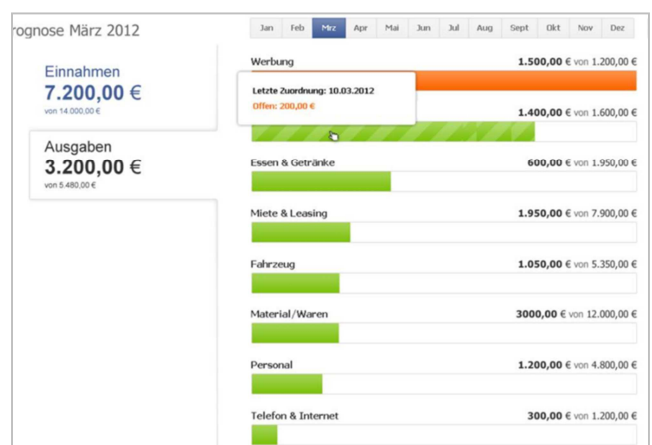 rognose März 2012
Jan Feb Mrz Apr Mai Jun Jul Aug Sept Okt Nov Dez
Einnahmen
7.200,00 €
von 14.000,00 €
Ausgaben
3.200,00 €
von 5.480,00 €
Werbung 1.500,00 € von 1.200,00 €
Letzte Zuordnung: 10.03.2012
Offen: 200,00 €
1.400,00 € von 1.600,00 €
Essen & Getränke 600,00 € von 1.950,00 €
Miete & Leasing 1.950,00 € von 7.900,00 €
Fahrzeug 1.050,00 € von 5.350,00 €
Material/Waren 3000,00 € von 12.000,00 €
Personal 1.200,00 € von 4.800,00 €
Telefon & Internet 300,00 € von 1.200,00 €